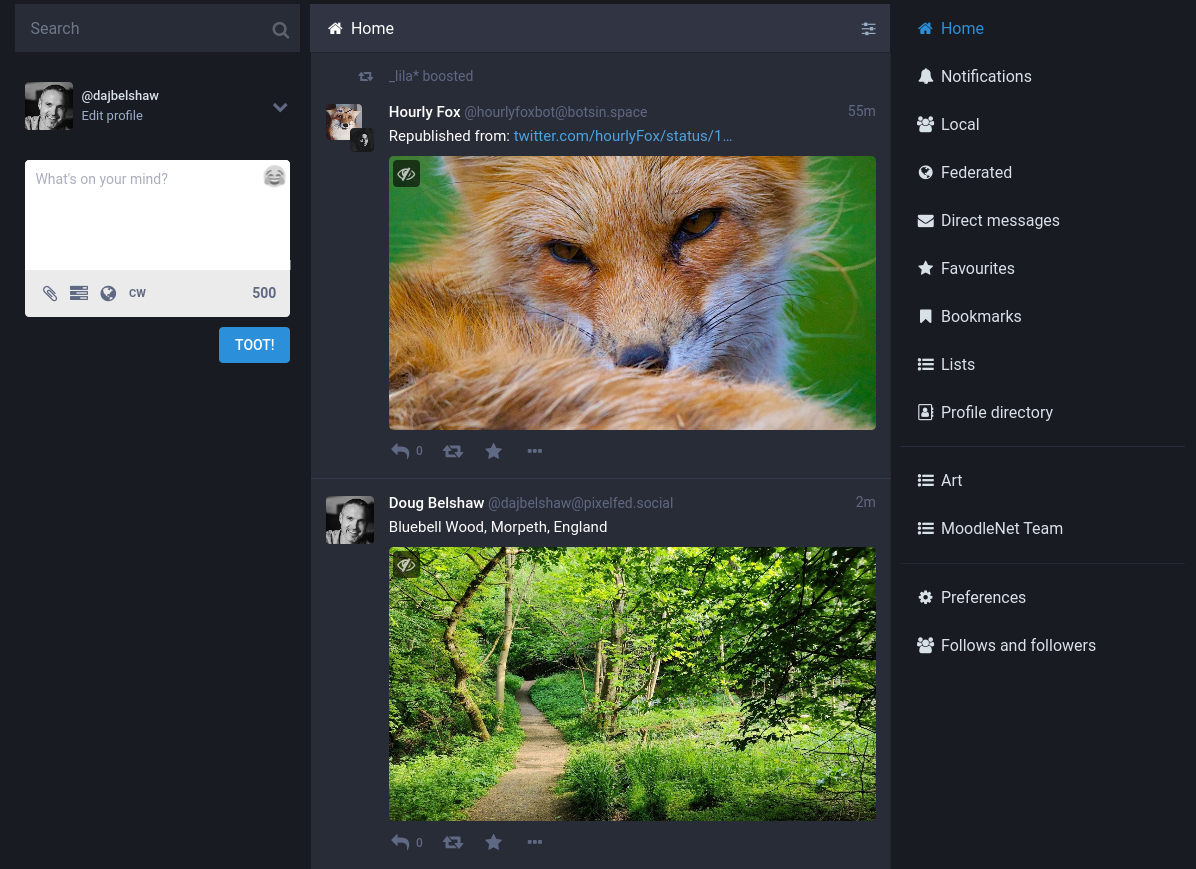 Search
@dajbelshaw
Edit profile
What's on your mind?
CW
500
TOOT!
Home
_lila* boosted
Hourly Fox @hourlyfoxbot@botsin.space 55m
Republished from: twitter.com/hourlyFox/status/1…
0
Doug Belshaw @dajbelshaw@pixelfed.social 2m
Bluebell Wood, Morpeth, England
0
Home
Notifications
Local
Federated
Direct messages
Favourites
Bookmarks
Lists
Profile directory
Art
MoodleNet Team
Preferences
Follows and followers